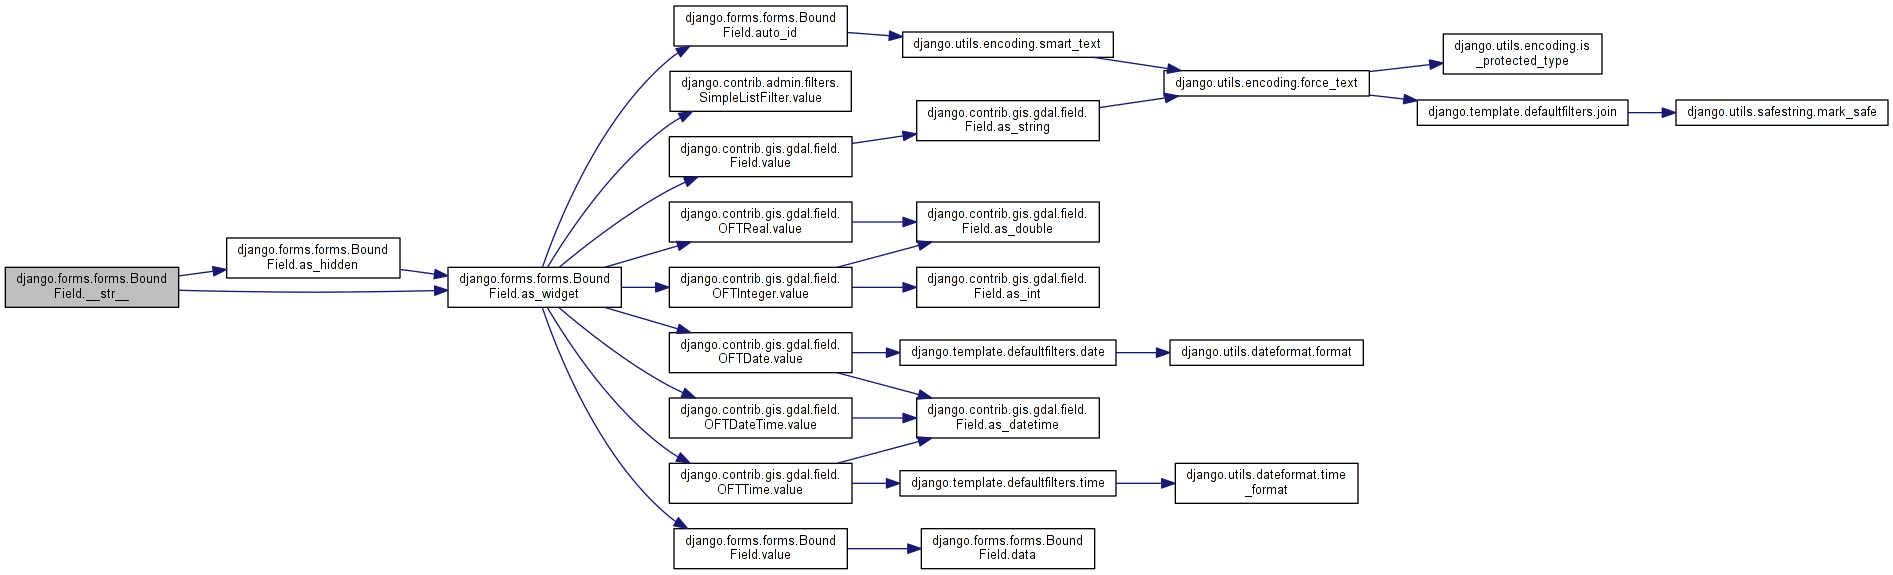 django.forms.forms.Bound
Field.__str__
django.forms.forms.Bound
Field.as_hidden
django.forms.forms.Bound
Field.as_widget
django.forms.forms.Bound
Field.auto_id
django.contrib.admin.filters.
SimpleListFilter.value
django.contrib.gis.gdal.field.
Field.value
django.contrib.gis.gdal.field.
OFTReal.value
django.contrib.gis.gdal.field.
OFTInteger.value
django.contrib.gis.gdal.field.
OFTDate.value
django.contrib.gis.gdal.field.
OFTDateTime.value
django.contrib.gis.gdal.field.
OFTTime.value
django.forms.forms.Bound
Field.value
django.utils.encoding.smart_text
django.contrib.gis.gdal.field.
Field.as_string
django.contrib.gis.gdal.field.
Field.as_double
django.contrib.gis.gdal.field.
Field.as_int
django.template.defaultfilters.date
django.contrib.gis.gdal.field.
Field.as_datetime
django.template.defaultfilters.time
django.forms.forms.Bound
Field.data
django.utils.encoding.force_text
django.utils.dateformat.format
django.utils.dateformat.time
_format
django.utils.encoding.is
_protected_type
django.template.defaultfilters.join
django.utils.safestring.mark_safe